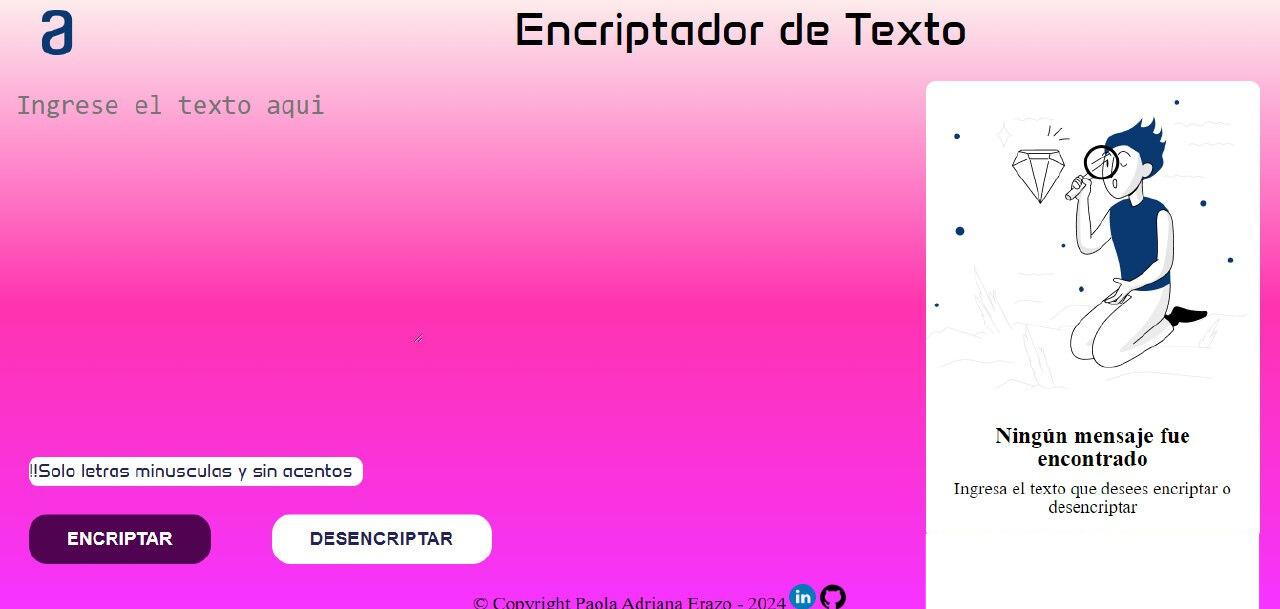 a
Encriptador de Texto
Ingrese el texto aqui
Ningún mensaje fue
encontrado
Ingresa el texto que desees encriptar o
desencriptar
!!Solo letras minusculas y sin acentos
ENCRIPTAR
DESENCRIPTAR
© Copyright Paola Adriana Erazo - 2024 in